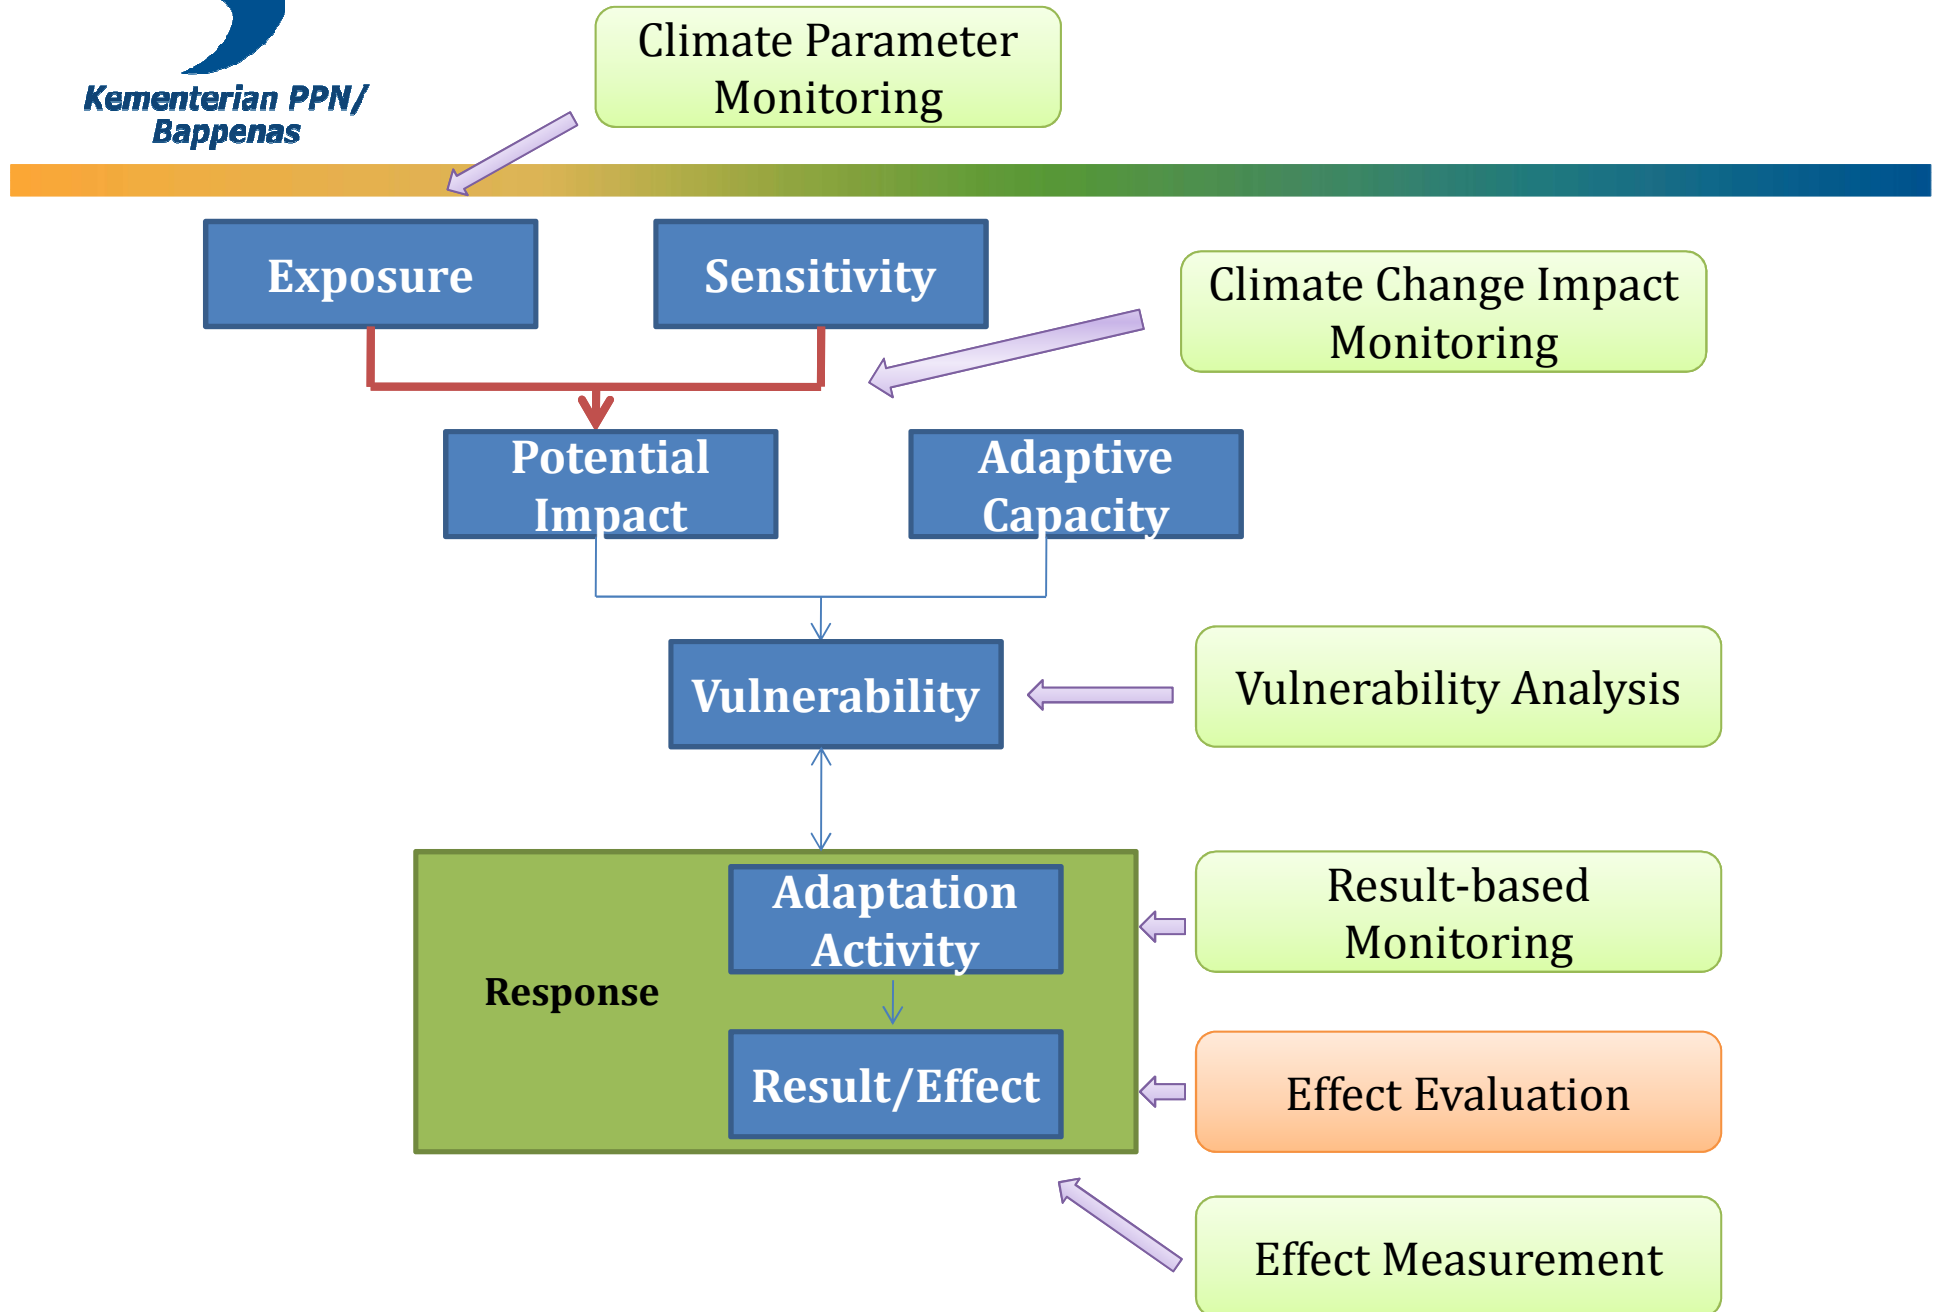 Kementerian PPN/
Bappenas
Climate Parameter
Monitoring
Exposure
Sensitivity
Climate Change Impact
Monitoring
Potential
Impact
Adaptive
Capacity
Vulnerability
Vulnerability Analysis
Response
Adaptation
Activity
Result-based
Monitoring
Result/Effect
Effect Evaluation
Effect Measurement